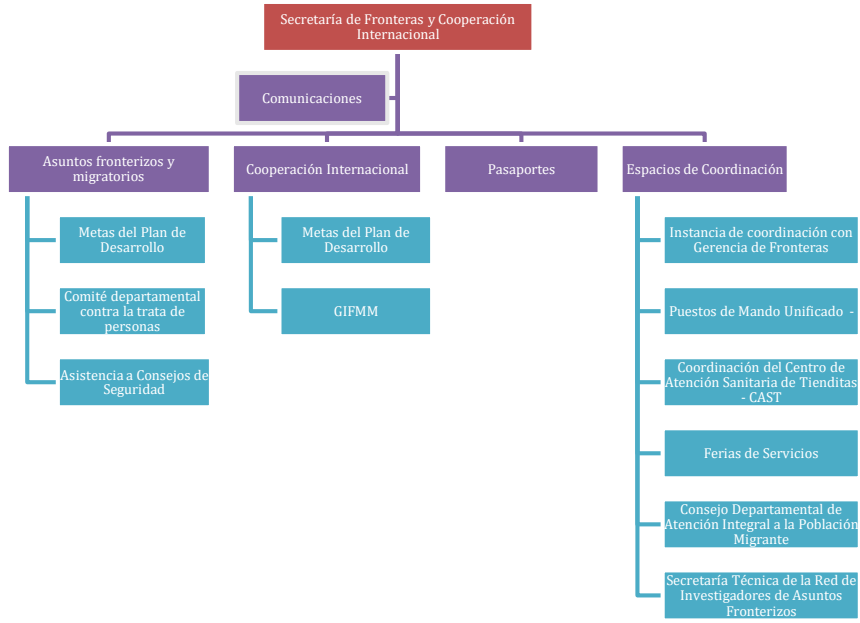 Secretaría de Fronteras y Cooperación
Internacional
Comunicaciones
Asuntos fronterizos y
migratorios
Cooperación Internacional
Pasaportes
Espacios de Coordinación
Metas del Plan de
Desarrollo
Comité departamental
contra la trata de
personas
Asistencia a Consejos de
Seguridad
Metas del Plan de
Desarrollo
GIFMM
Instancia de coordinación con
Gerencia de Fronteras
Puestos de Mando Unificado -
Coordinación del Centro de
Atención Sanitaria de Tienditas
- CAST
Ferias de Servicios
Consejo Departamental de
Atención Integral a la Población
Migrante
Secretaría Técnica de la Red de
Investigadores de Asuntos
Fronterizos